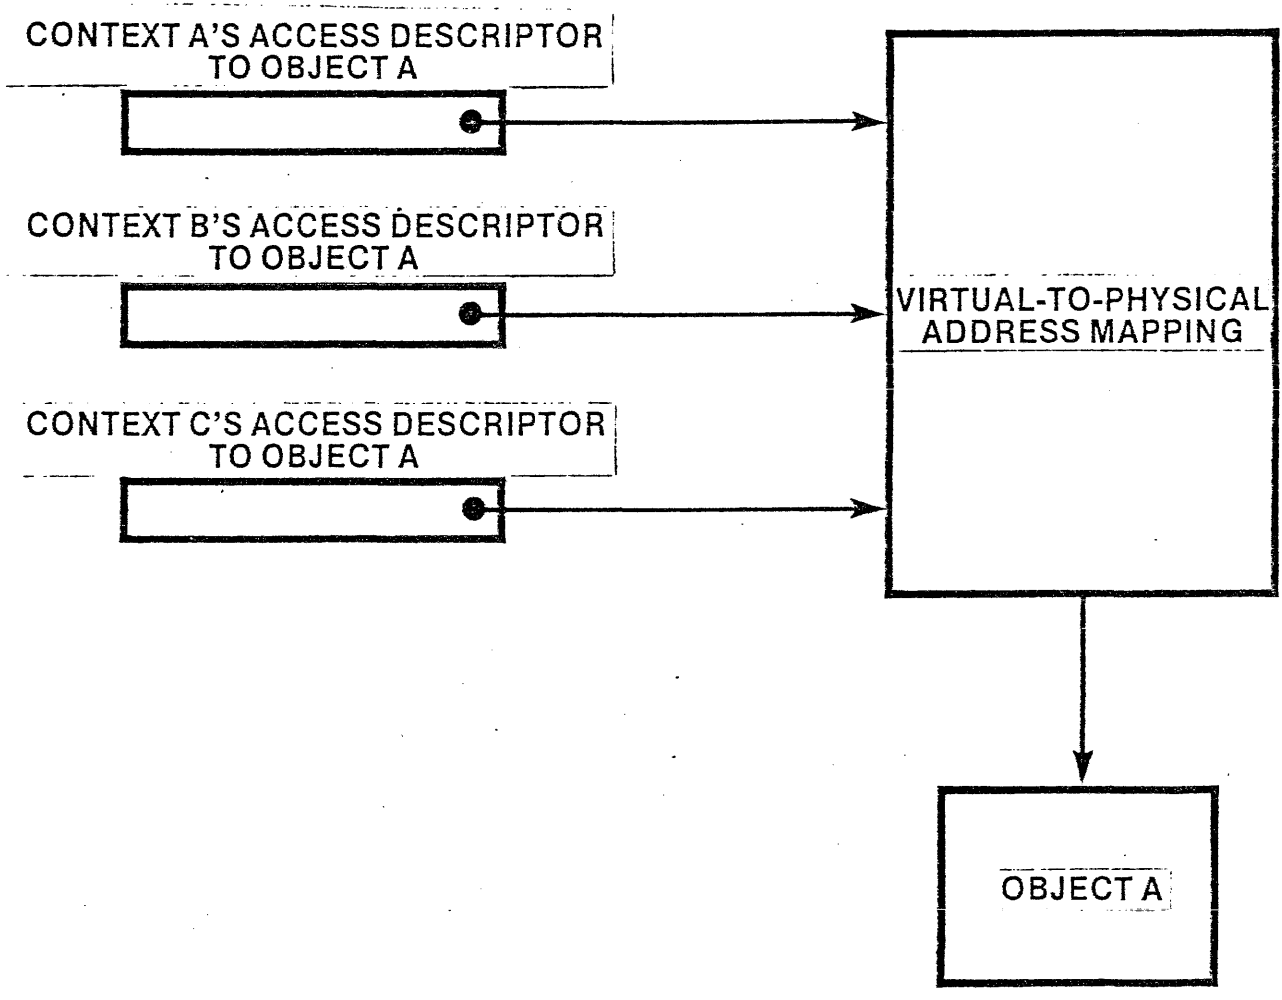 CONTEXT A'S ACCESS DESCRIPTOR
TO OBJECT A
CONTEXT B'S ACCESS DESCRIPTOR
TO OBJECT A
VIRTUAL-TO-PHYSICAL
ADDRESS MAPPING
CONTEXT C'S ACCESS DESCRIPTOR
TO OBJECT A
OBJECT A